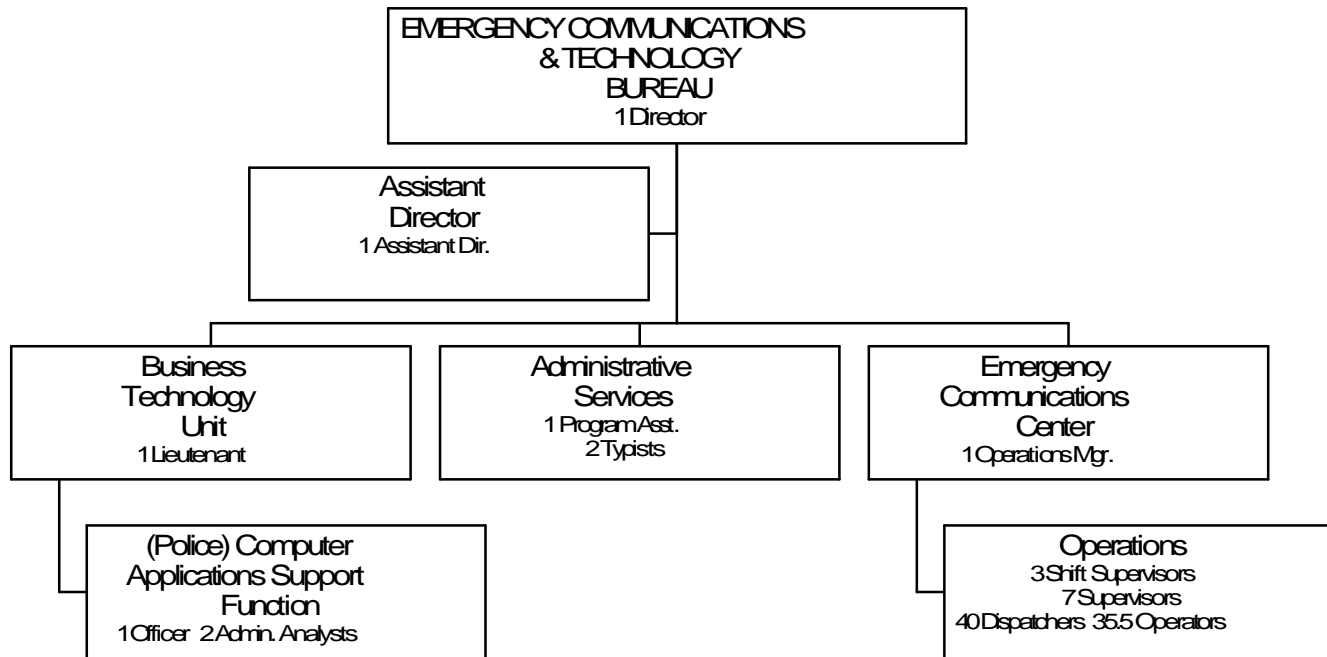 EMERGENCY COMMUNICATIONS
& TECHNOLOGY
BUREAU
1 Director
Assistant
Director
1 Assistant Dir.
Business
Technology
Unit
1 Lieutenant
Administrative
Services
1 Program Asst.
2 Typists
Emergency
Communications
Center
1 Operations Mgr.
(Police) Computer
Applications Support
Function
1 Officer 2 Admin. Analysts
Operations
3 Shift Supervisors
7 Supervisors
40 Dispatchers 35.5 Operators